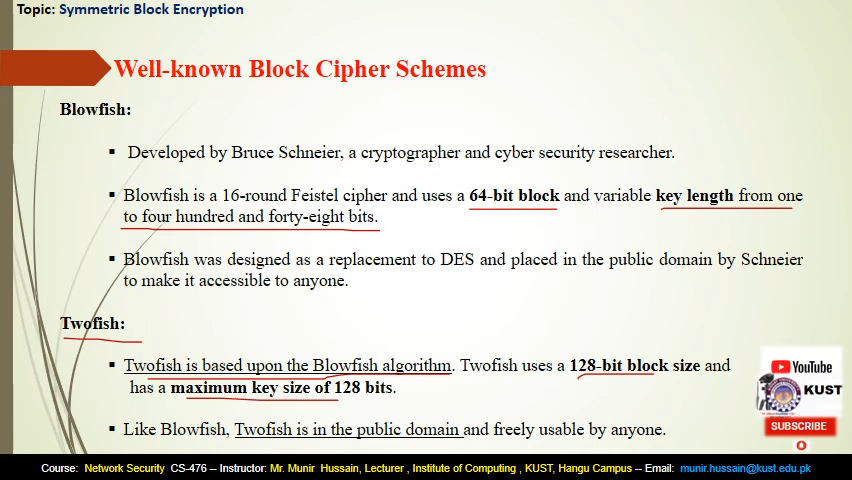 Topic: Symmetric Block Encryption
Well-known Block Cipher Schemes
Blowfish:
▪ Developed by Bruce Schneier, a cryptographer and cyber security researcher.
▪ Blowfish is a 16-round Feistel cipher and uses a 64-bit block and variable key length from one
to four hundred and forty-eight bits.
▪ Blowfish was designed as a replacement to DES and placed in the public domain by Schneier
to make it accessible to anyone.
Twofish:
▪ Twofish is based upon the Blowfish algorithm. Twofish uses a 128-bit block size and
has a maximum key size of 128 bits.
▪ Like Blowfish, Twofish is in the public domain and freely usable by anyone.
YouTube
KUST
SUBSCRIBE
Course: Network Security CS-476 -- Instructor: Mr. Munir Hussain, Lecturer , Institute of Computing , KUST, Hangu Campus -- Email: munir.hussain@kust.edu.pk